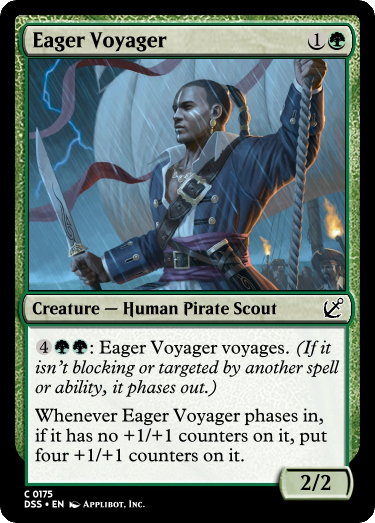 Eager Voyager 1
Creature — Human Pirate Scout
4: Eager Voyager voyages. (If it
isn't blocking or targeted by another spell
or ability, it phases out.)
Whenever Eager Voyager phases in,
if it has no +1/+1 counters on it, put
four +1/+1 counters on it.
2/2
C 0175
DSS • EN Applibot, Inc.